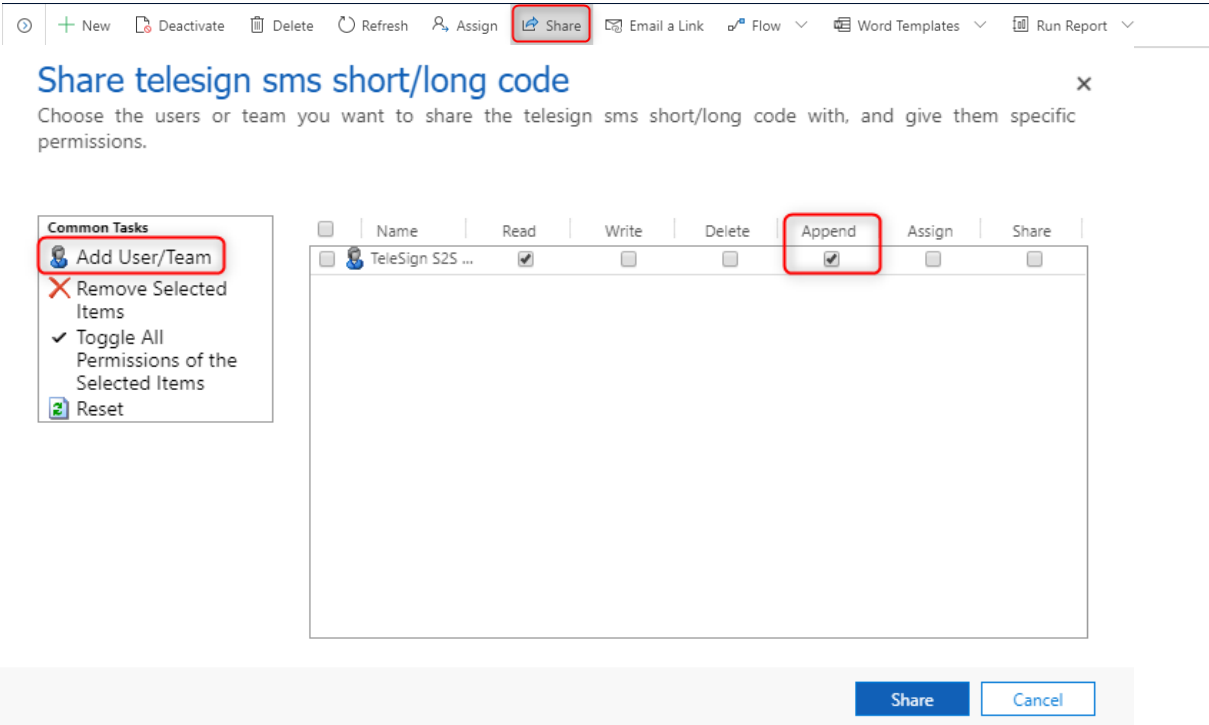 New Deactivate Delete Refresh Assign Share Email a Link Flow Word Templates Run Report
Share telesign sms short/long code
Choose the users or team you want to share the telesign sms short/long code with, and give them specific
permissions.
Common Tasks
Add User/Team
Remove Selected
Items
Toggle All
Permissions of the
Selected Items
Reset
Name Read Write Delete Append Assign Share
TeleSign S2S ...
Share Cancel